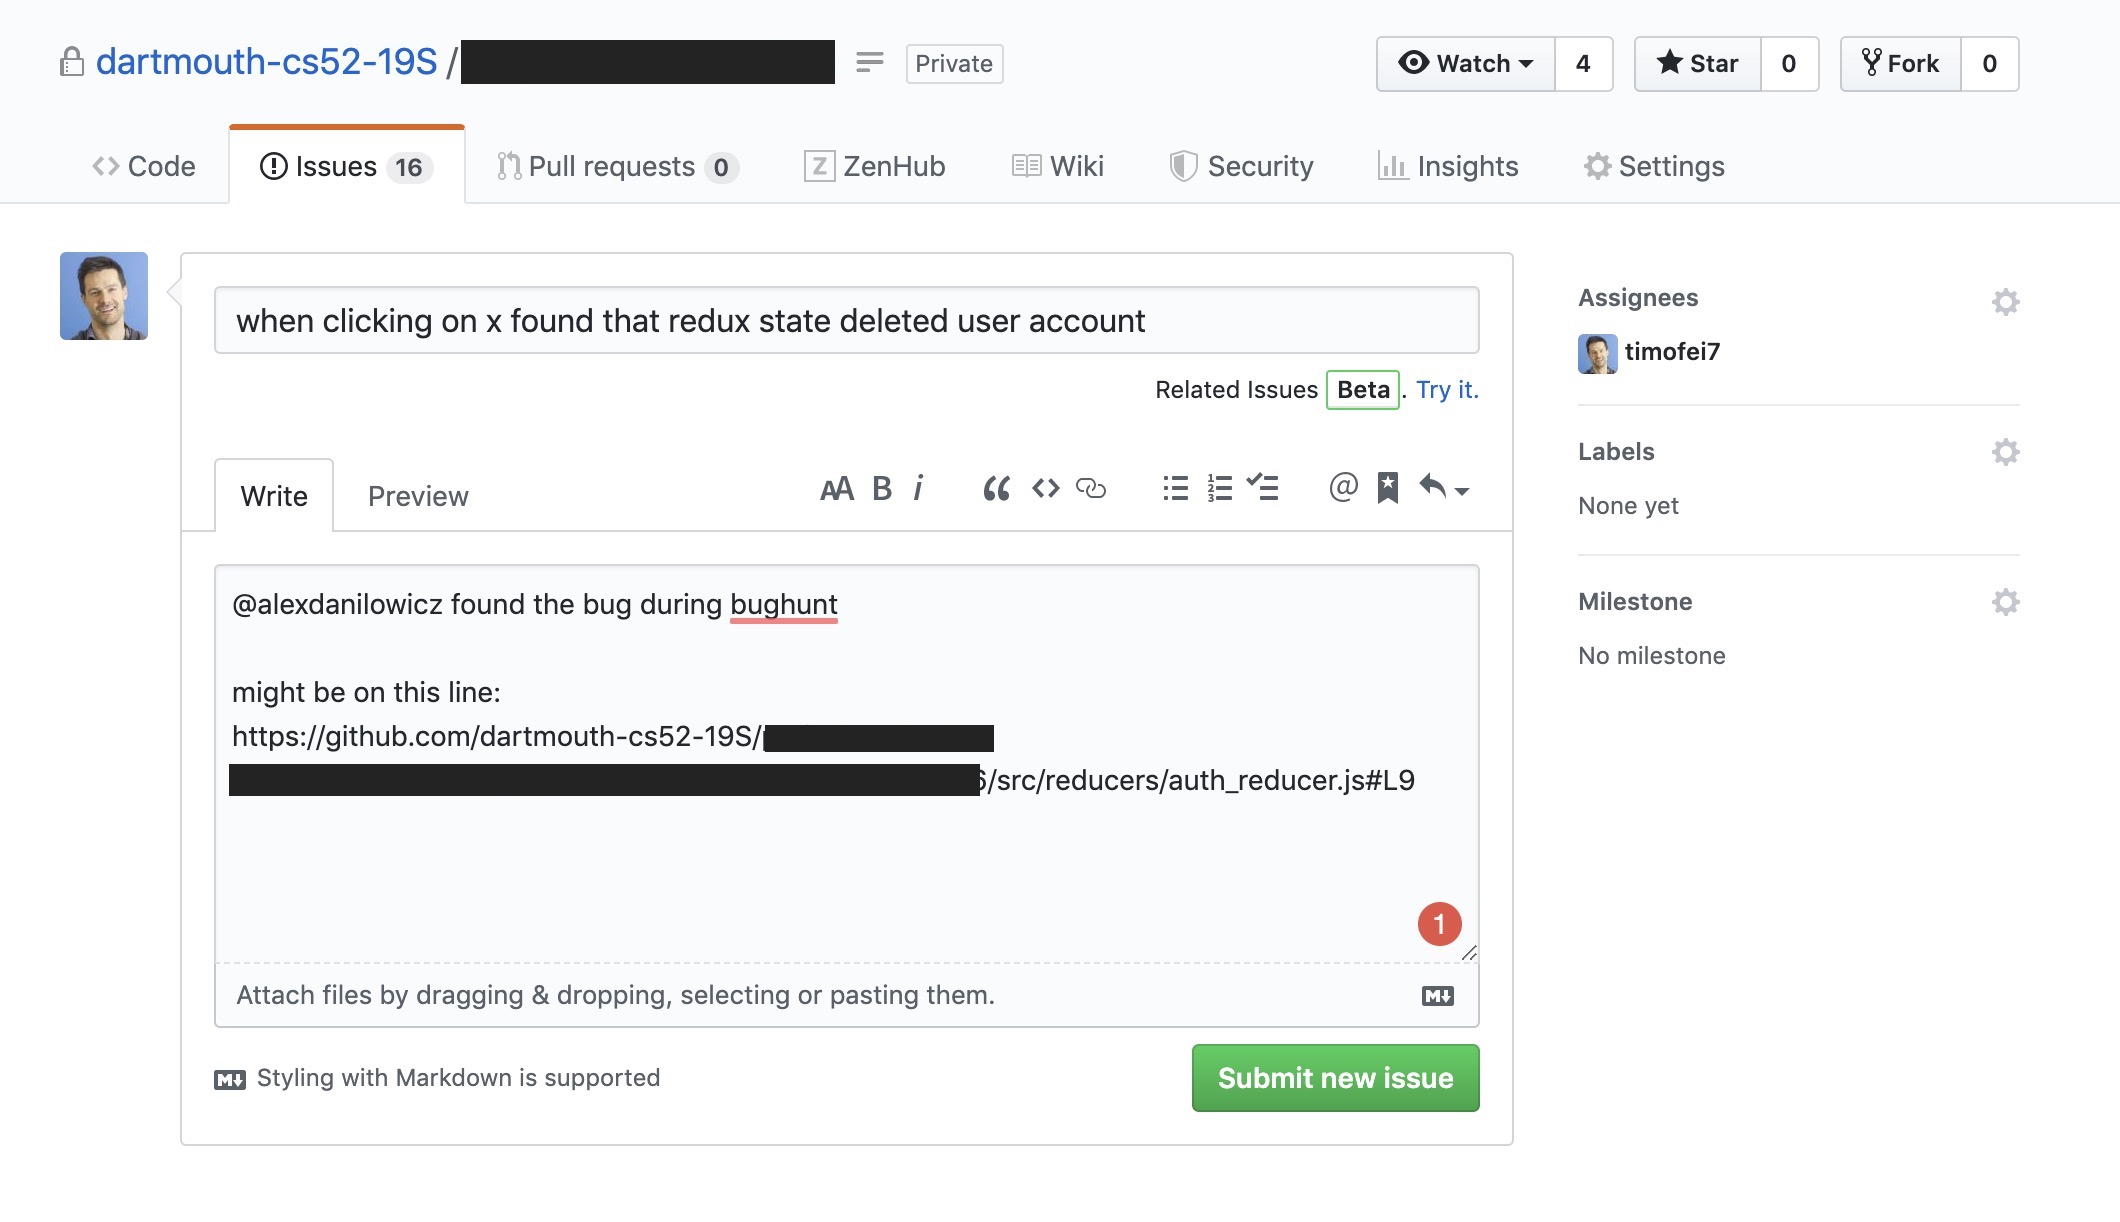 dartmouth-cs52-19S /
Private
Watch 4
Star 0
Fork 0
Code
Issues 16
Pull requests 0
Z ZenHub
Wiki
Security
Insights
Settings
when clicking on x found that redux state deleted user account
Related Issues Beta . Try it.
Write
Preview
AA B i
@alexdanilowicz found the bug during bughunt
might be on this line:
https://github.com/dartmouth-cs52-19S/
/src/reducers/auth_reducer.js#L9
1
Attach files by dragging & dropping, selecting or pasting them.
M
M Styling with Markdown is supported
Submit new issue
Assignees
timofei7
Labels
None yet
Milestone
No milestone